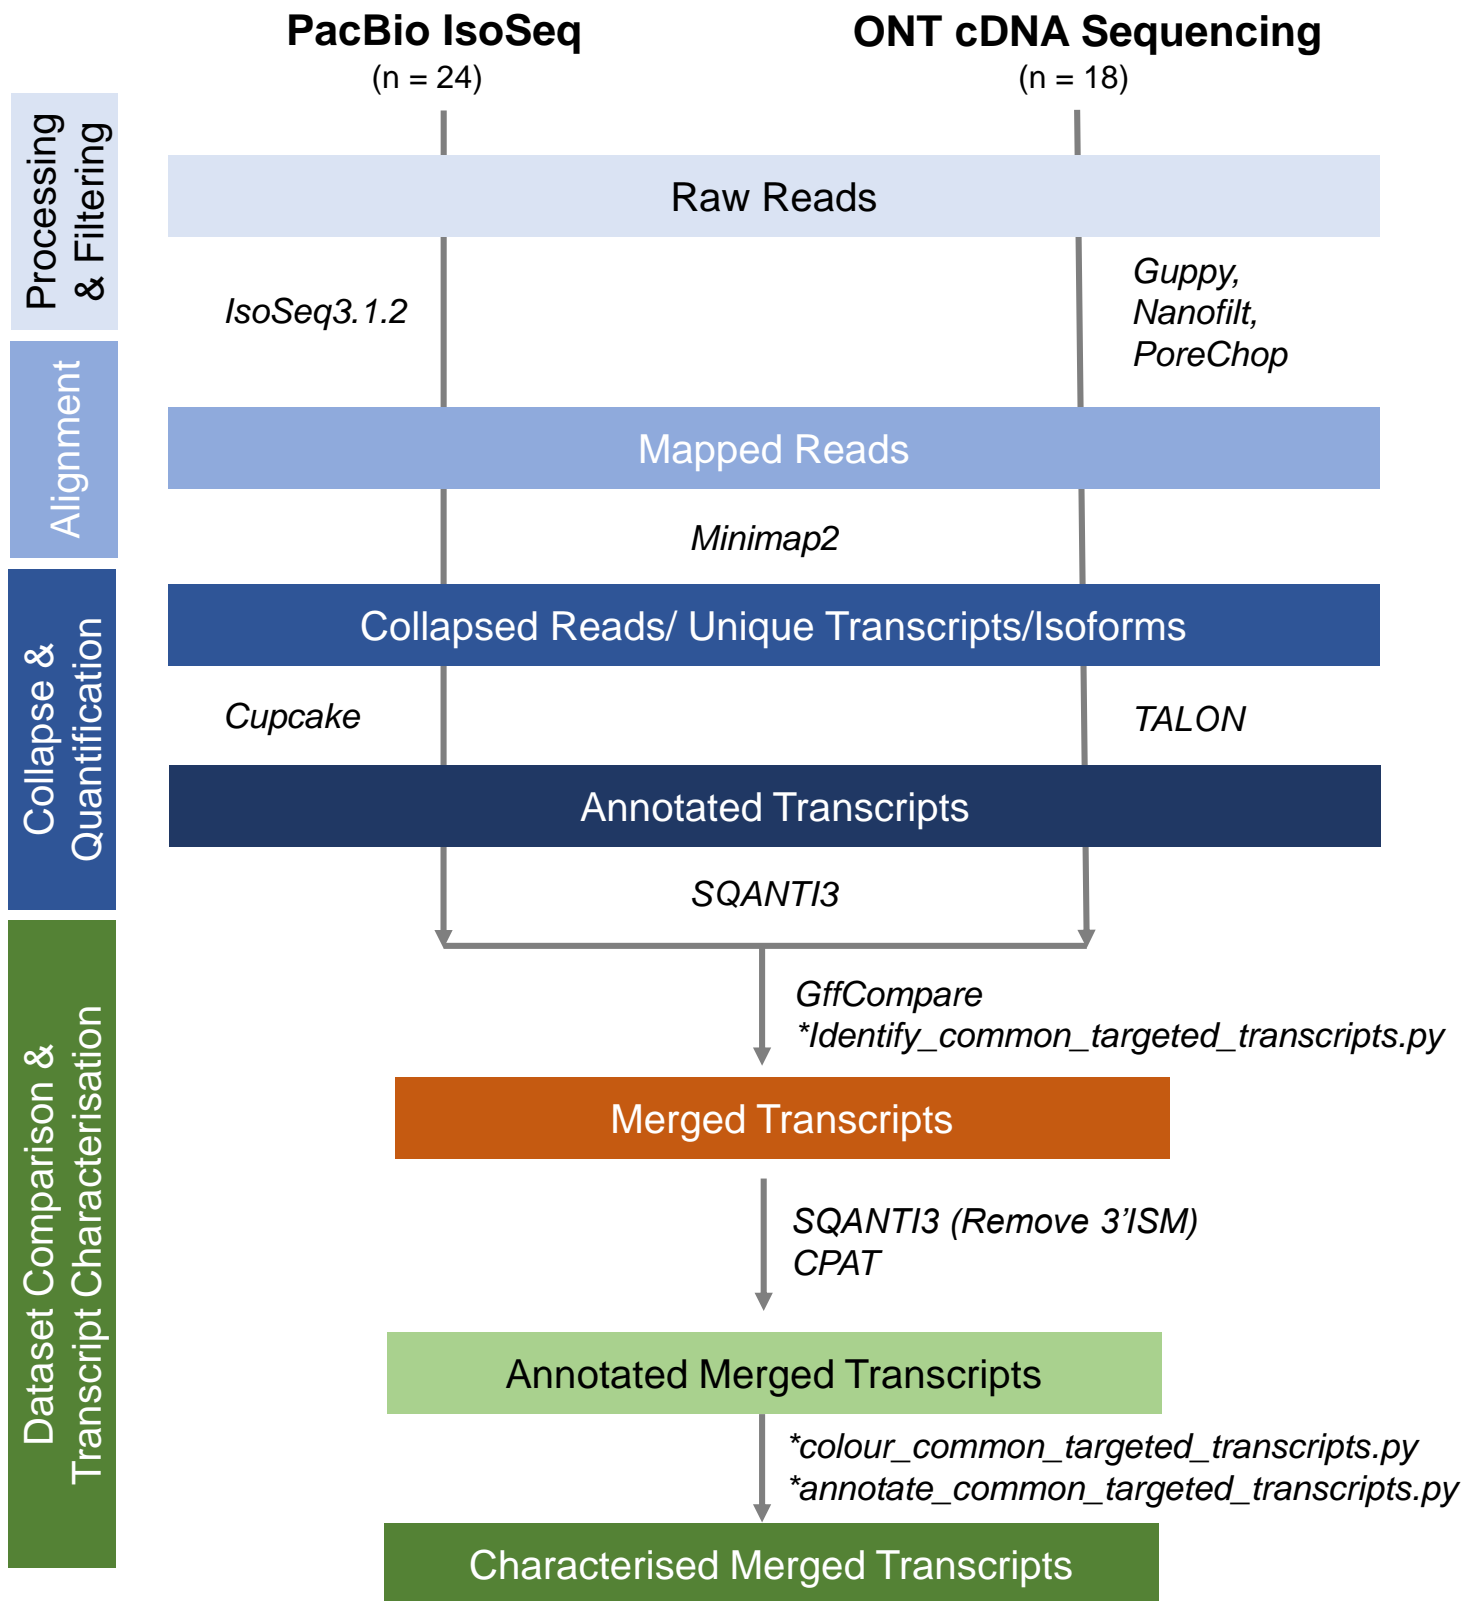 PacBio IsoSeq
(n = 24)
ONT cDNA Sequencing
(n = 18)
Processing
& Filtering
Raw Reads
IsoSeq3.1.2
Guppy,
Nanofilt,
PoreChop
Alignment
Mapped Reads
Minimap2
Collapse &
Quantification
Collapsed Reads/ Unique Transcripts/Isoforms
Cupcake
TALON
Annotated Transcripts
SQANTI3
Dataset Comparison &
Transcript Characterisation
GffCompare
*Identify_common_targeted_transcripts.py
Merged Transcripts
SQANTI3 (Remove 3’ISM)
CPAT
Annotated Merged Transcripts
*colour_common_targeted_transcripts.py
*annotate_common_targeted_transcripts.py
Characterised Merged Transcripts